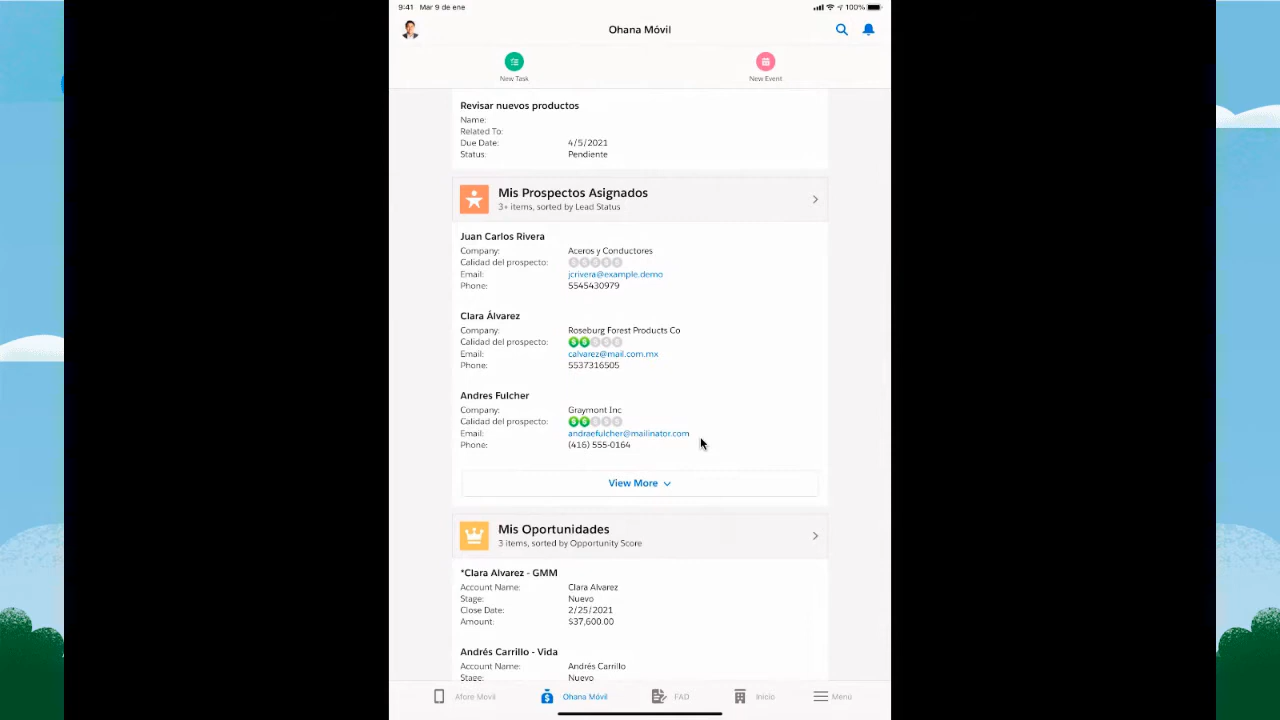 9:41 Mar 9 de ene 100%
Ohana Móvil
New Task New Event
Revisar nuevos productos
Name:
Related To:
Due Date: 4/5/2021
Status: Pendiente
Mis Prospectos Asignados
3+ items, sorted by Lead Status
Juan Carlos Rivera
Company: Aceros y Conductores
Calidad del prospecto:
Email: jcrivera@example.demo
Phone: 5545430979
Clara Álvarez
Company: Roseburg Forest Products Co
Calidad del prospecto:
Email: calvarez@mail.com.mx
Phone: 5537316505
Andres Fulcher
Company: Graymont Inc
Calidad del prospecto:
Email: andraefulcher@mailinator.com
Phone: (416) 555-0164
View More
Mis Oportunidades
3 items, sorted by Opportunity Score
*Clara Alvarez - GMM
Account Name: Clara Alvarez
Stage: Nuevo
Close Date: 2/25/2021
Amount: $37,600.00
Andrés Carrillo - Vida
Account Name: Andrés Carrillo
Stage: Nuevo
Afore Movil Ohana Móvil FAD Inicio Menú